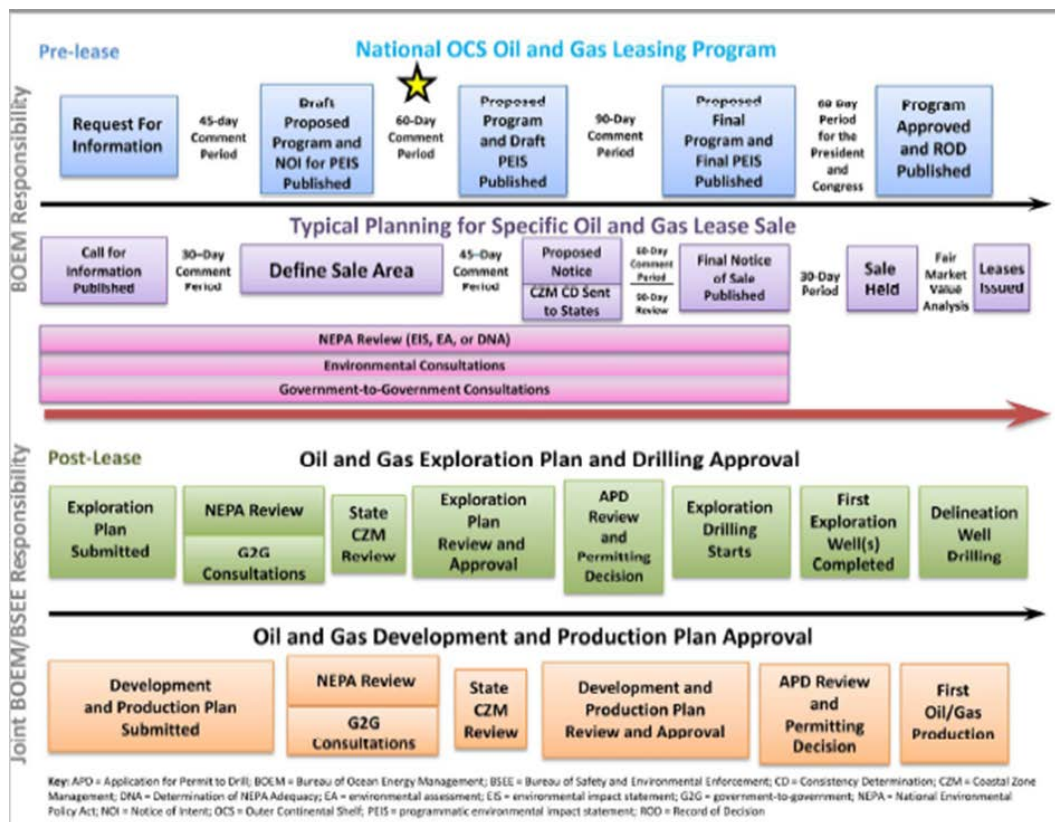 Pre-lease
National OCS Oil and Gas Leasing Program
BOEM Responsibility
Request For
Information
45-day
Comment
Period
Draft
Proposed
Program and
NOI for PEIS
Published
60-Day
Comment
Period
Proposed
Program
and Draft
PEIS
Published
90-Day
Comment
Period
Proposed
Final
Program and
Final PEIS
Published
60 Day
Period
for the
President
and
Congress
Program
Approved
and ROD
Published
Typical Planning for Specific Oil and Gas Lease Sale
Call for
Information
Published
30-Day
Comment
Period
Define Sale Area
45-Day
Comment
Period
Proposed
Notice
CZM CD Sent
to States
60-Day
Comment
Period
90-Day
Review
Final Notice
of Sale
Published
30-Day
Period
Sale
Held
Fair
Market
Value
Analysis
Leases
Issued
NEPA Review (EIS, EA, or DNA)
Environmental Consultations
Government-to-Government Consultations
Joint BOEM/BSEE Responsibility
Post-Lease
Oil and Gas Exploration Plan and Drilling Approval
Exploration
Plan
Submitted
NEPA Review
G2G
Consultations
State
CZM
Review
Exploration
Plan
Review and
Approval
APD
Review
and
Permitting
Decision
Exploration
Drilling
Starts
First
Exploration
Well(s)
Completed
Delineation
Well
Drilling
Oil and Gas Development and Production Plan Approval
Development
and Production Plan
Submitted
NEPA Review
G2G
Consultations
State
CZM
Review
Development and
Production Plan
Review and Approval
APD Review
and
Permitting
Decision
First
Oil/Gas
Production
Key: APD = Application for Permit to Drill; BOEM = Bureau of Ocean Energy Management; BSEE = Bureau of Safety and Environmental Enforcement; CD = Consistency Determination; CZM = Coastal Zone
Management; DNA = Determination of NEPA Adequacy; EA = environmental assessment; EIS = environmental impact statement; G2G = government-to-government; NEPA = National Environmental
Policy Act; NOI = Notice of Intent; OCS = Outer Continental Shelf; PEIS = programmatic environmental impact statement; ROD = Record of Decision